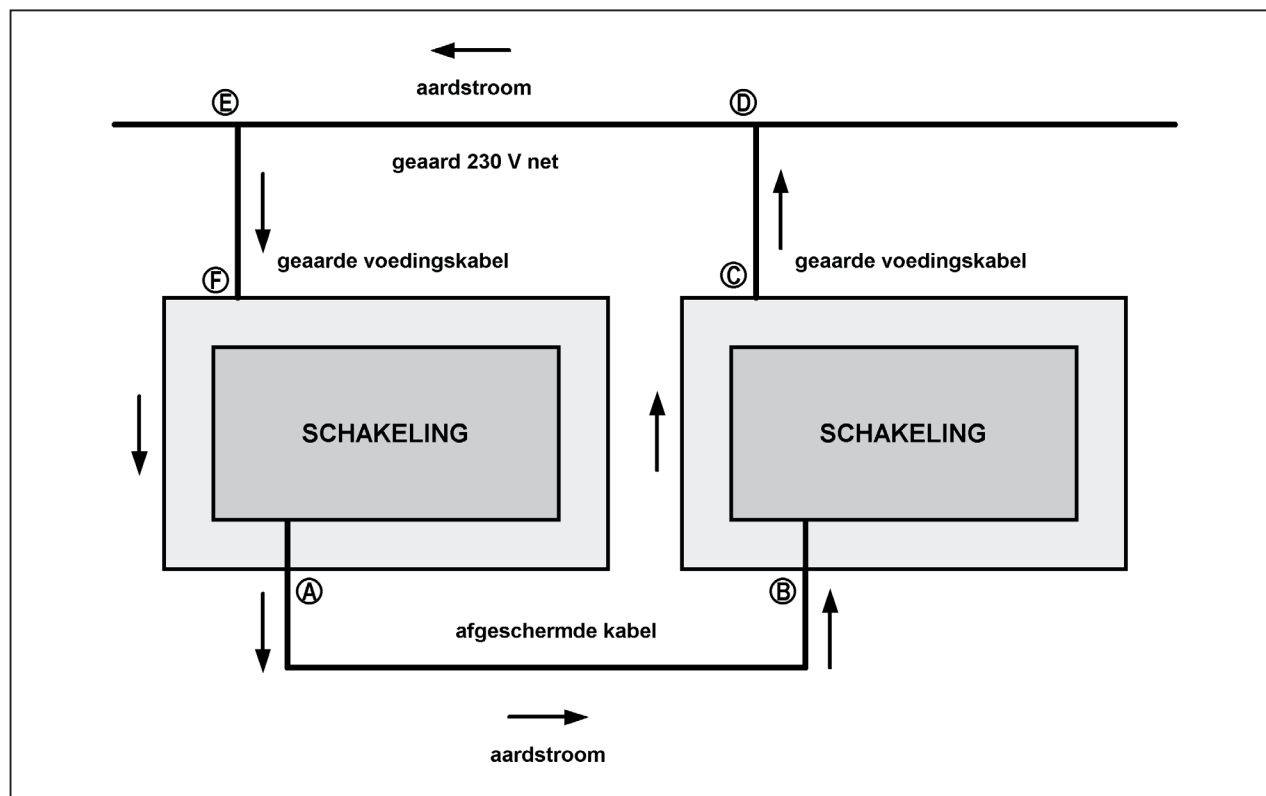 aardstroom
Ⓔ Ⓓ
geaard 230 V net
geaarde voedingskabel geaarde voedingskabel
Ⓕ Ⓒ
SCHAKELING SCHAKELING
Ⓐ Ⓑ
afgeschermde kabel
aardstroom